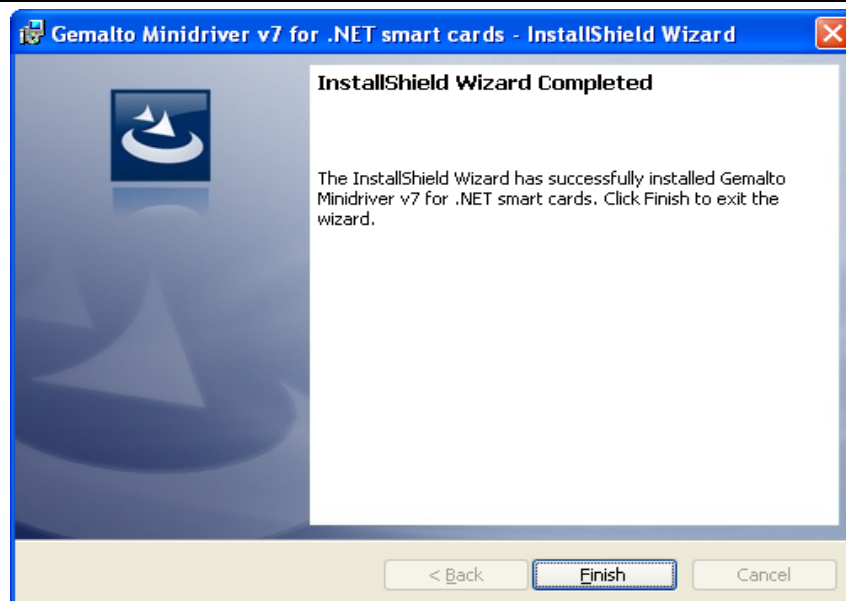 Gemalto Minidriver v7 for .NET smart cards - InstallShield Wizard
InstallShield Wizard Completed
The InstallShield Wizard has successfully installed Gemalto
Minidriver v7 for .NET smart cards. Click Finish to exit the
wizard.
< Back
Finish
Cancel